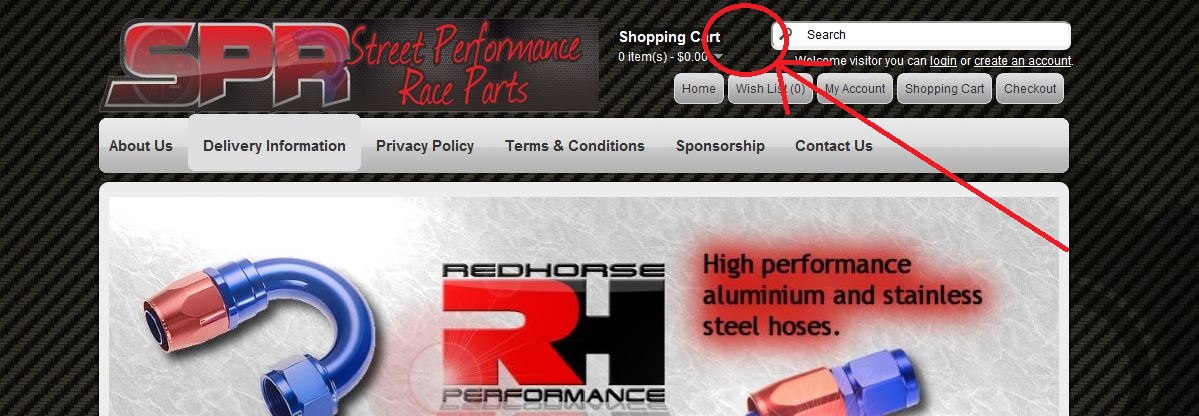 SPR Street Performance
Race Parts
Shopping Cart
0 item(s) - $0.00
Search
Welcome visitor you can login or create an account.
Home Wish List (0) My Account Shopping Cart Checkout
About Us Delivery Information Privacy Policy Terms & Conditions Sponsorship Contact Us
REDHORSE
RH
PERFORMANCE
High performance
aluminium and stainless
steel hoses.